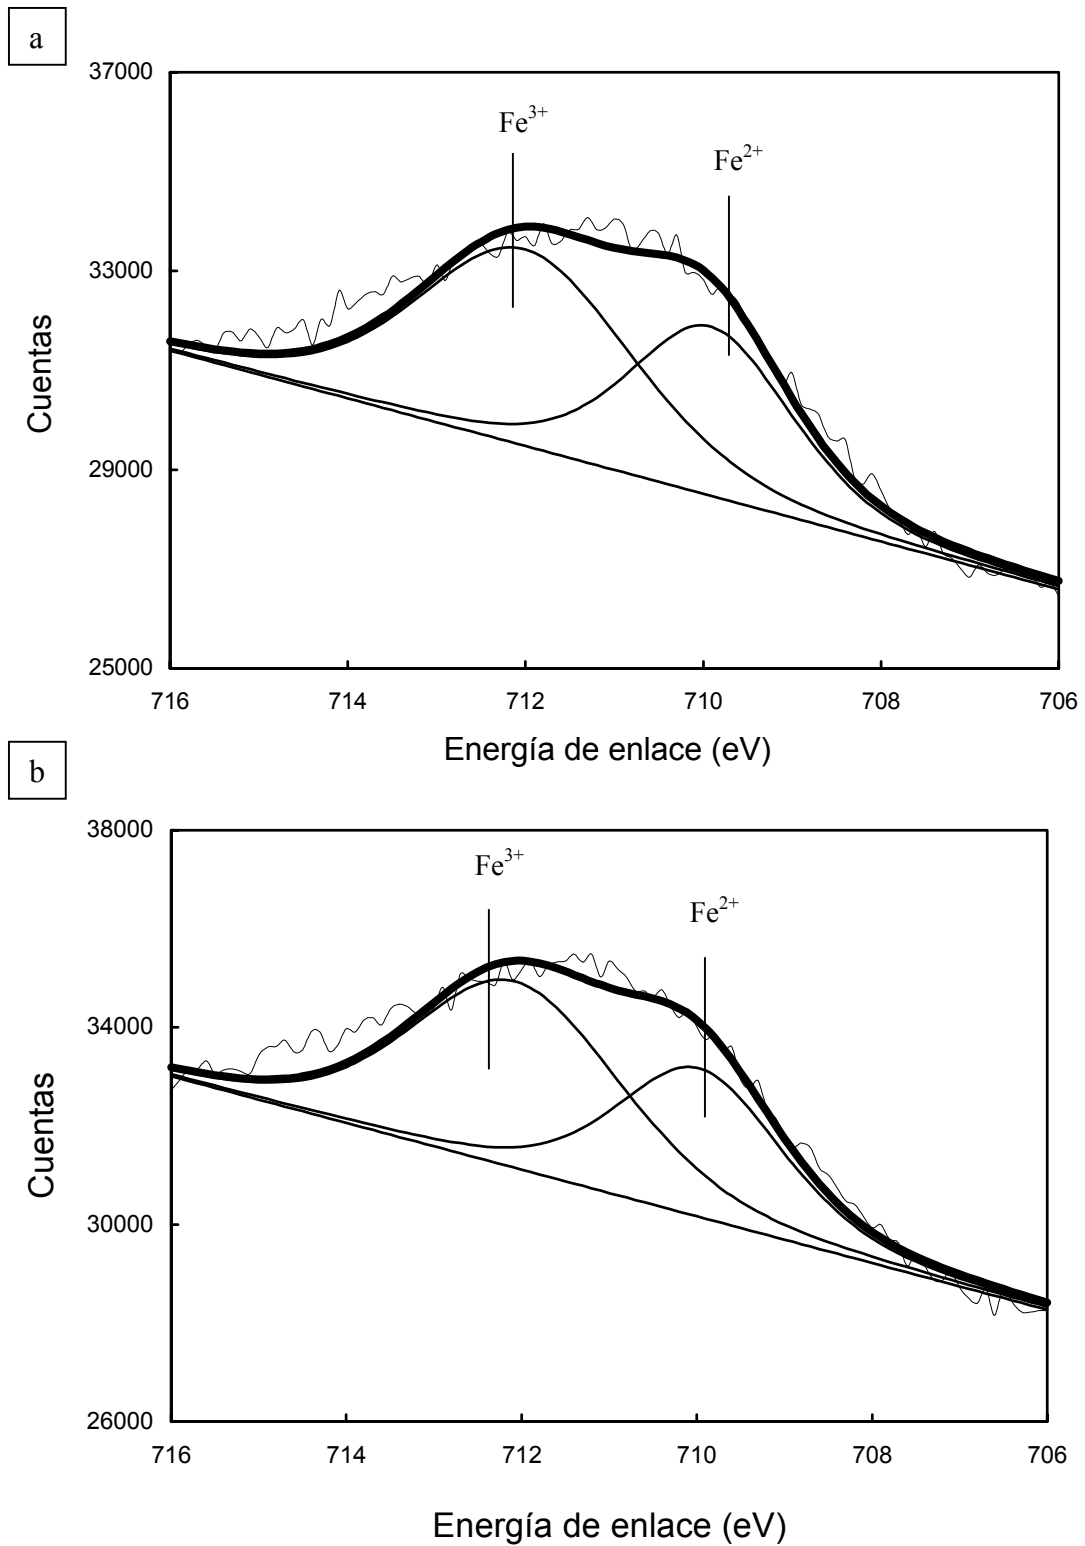 a
37000
Fe³⁺
Fe²⁺
33000
Cuentas
29000
25000
716 714 712 710 708 706
Energía de enlace (eV)
b
38000
Fe³⁺
Fe²⁺
34000
Cuentas
30000
26000
716 714 712 710 708 706
Energía de enlace (eV)